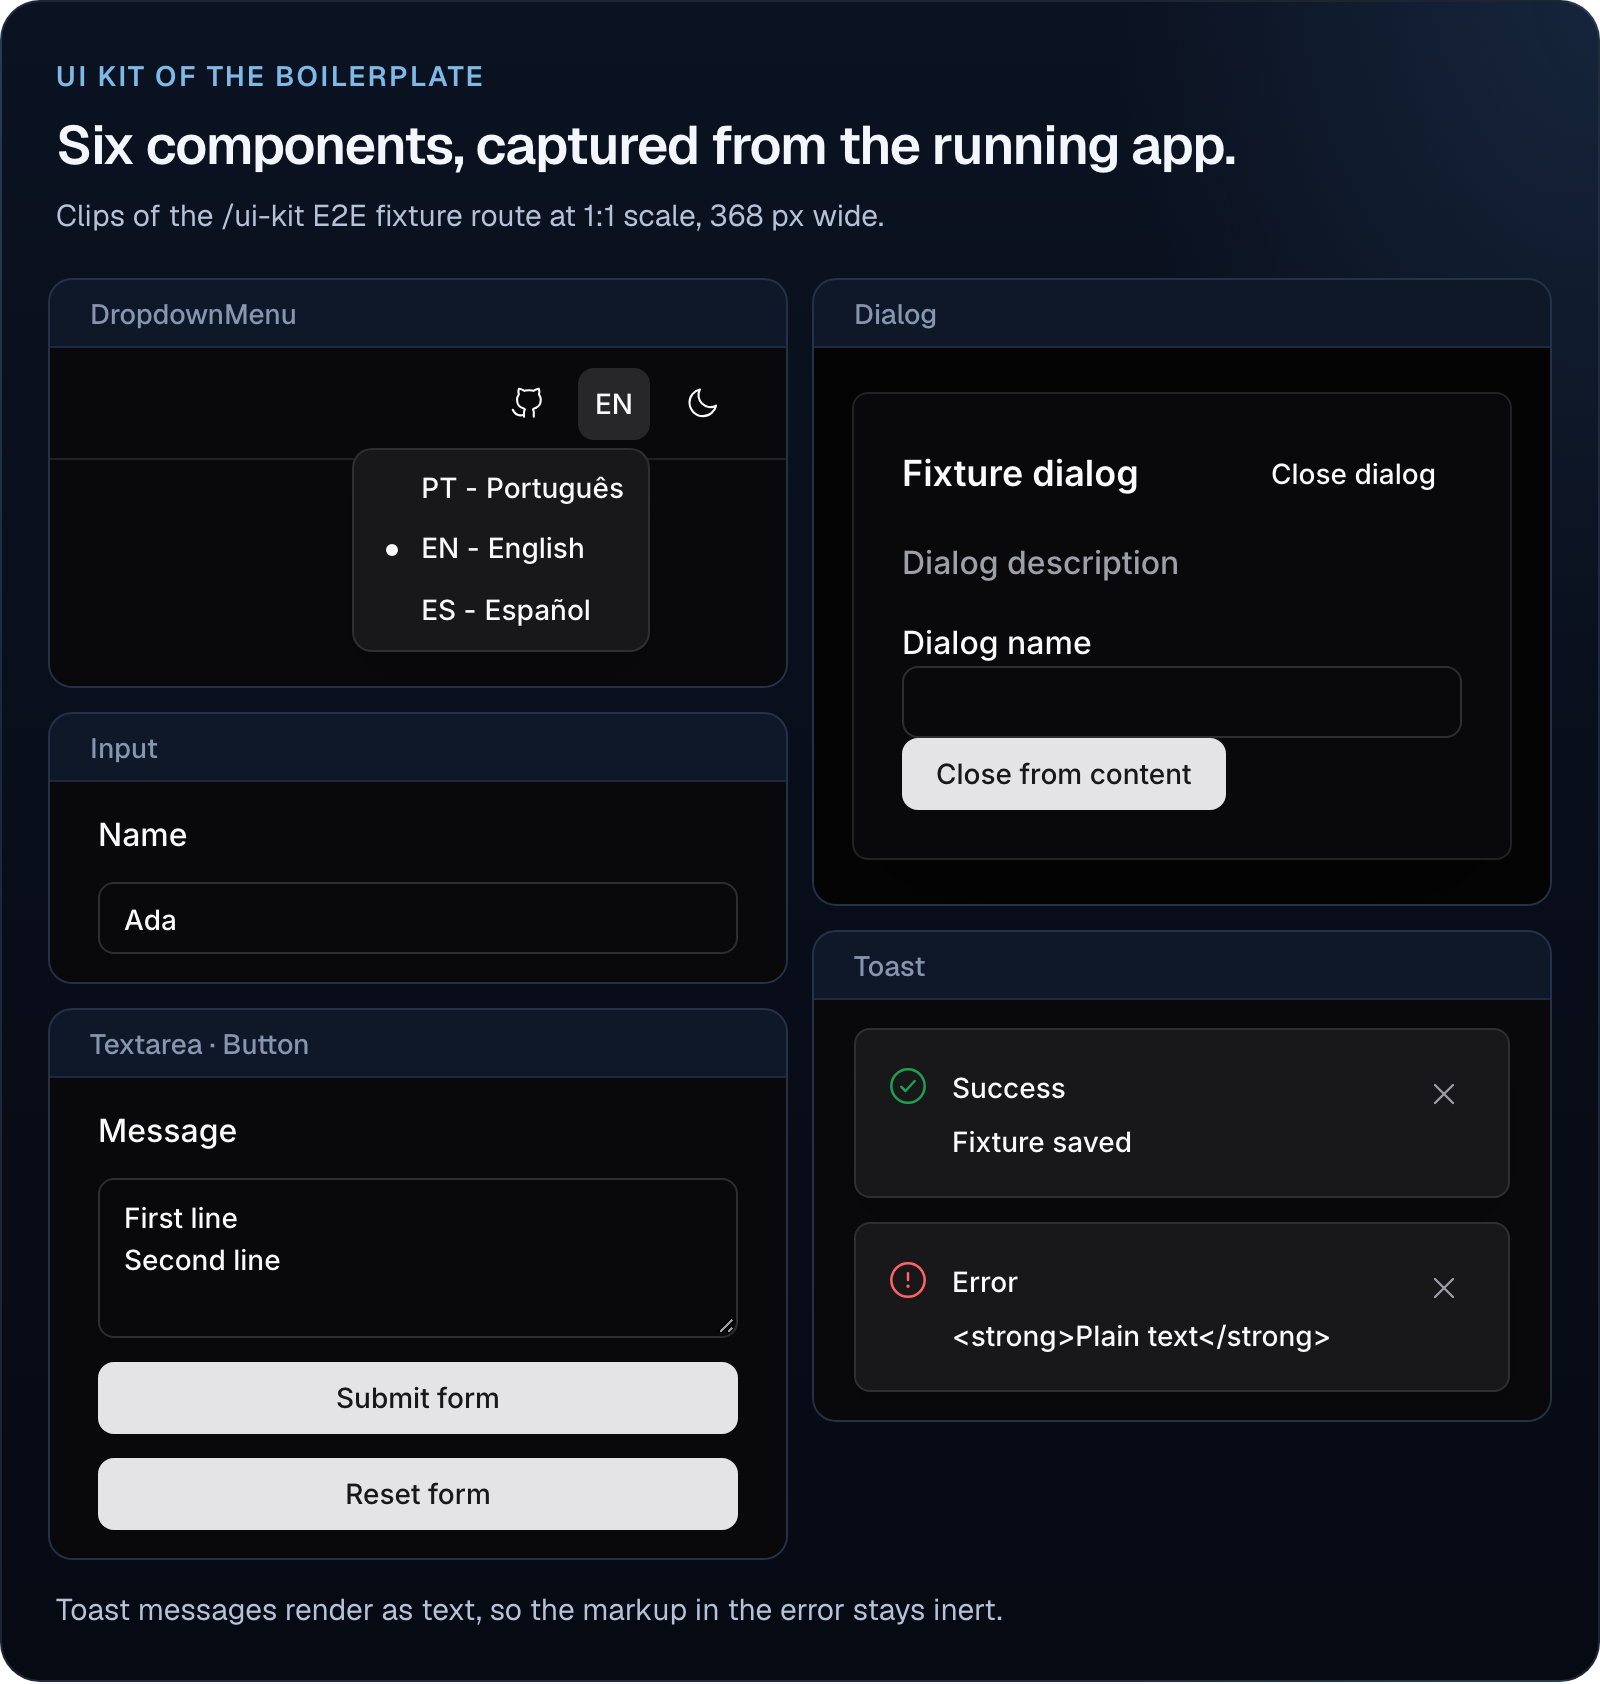 UI KIT OF THE BOILERPLATE
Six components, captured from the running app.
Clips of the /ui-kit E2E fixture route at 1:1 scale, 368 px wide.
DropdownMenu
EN
PT - Português
EN - English
ES - Español
Input
Name
Ada
Textarea · Button
Message
First line
Second line
Submit form
Reset form
Dialog
Fixture dialog
Close dialog
Dialog description
Dialog name
Close from content
Toast
Success
Fixture saved
Error
<strong>Plain text</strong>
Toast messages render as text, so the markup in the error stays inert.